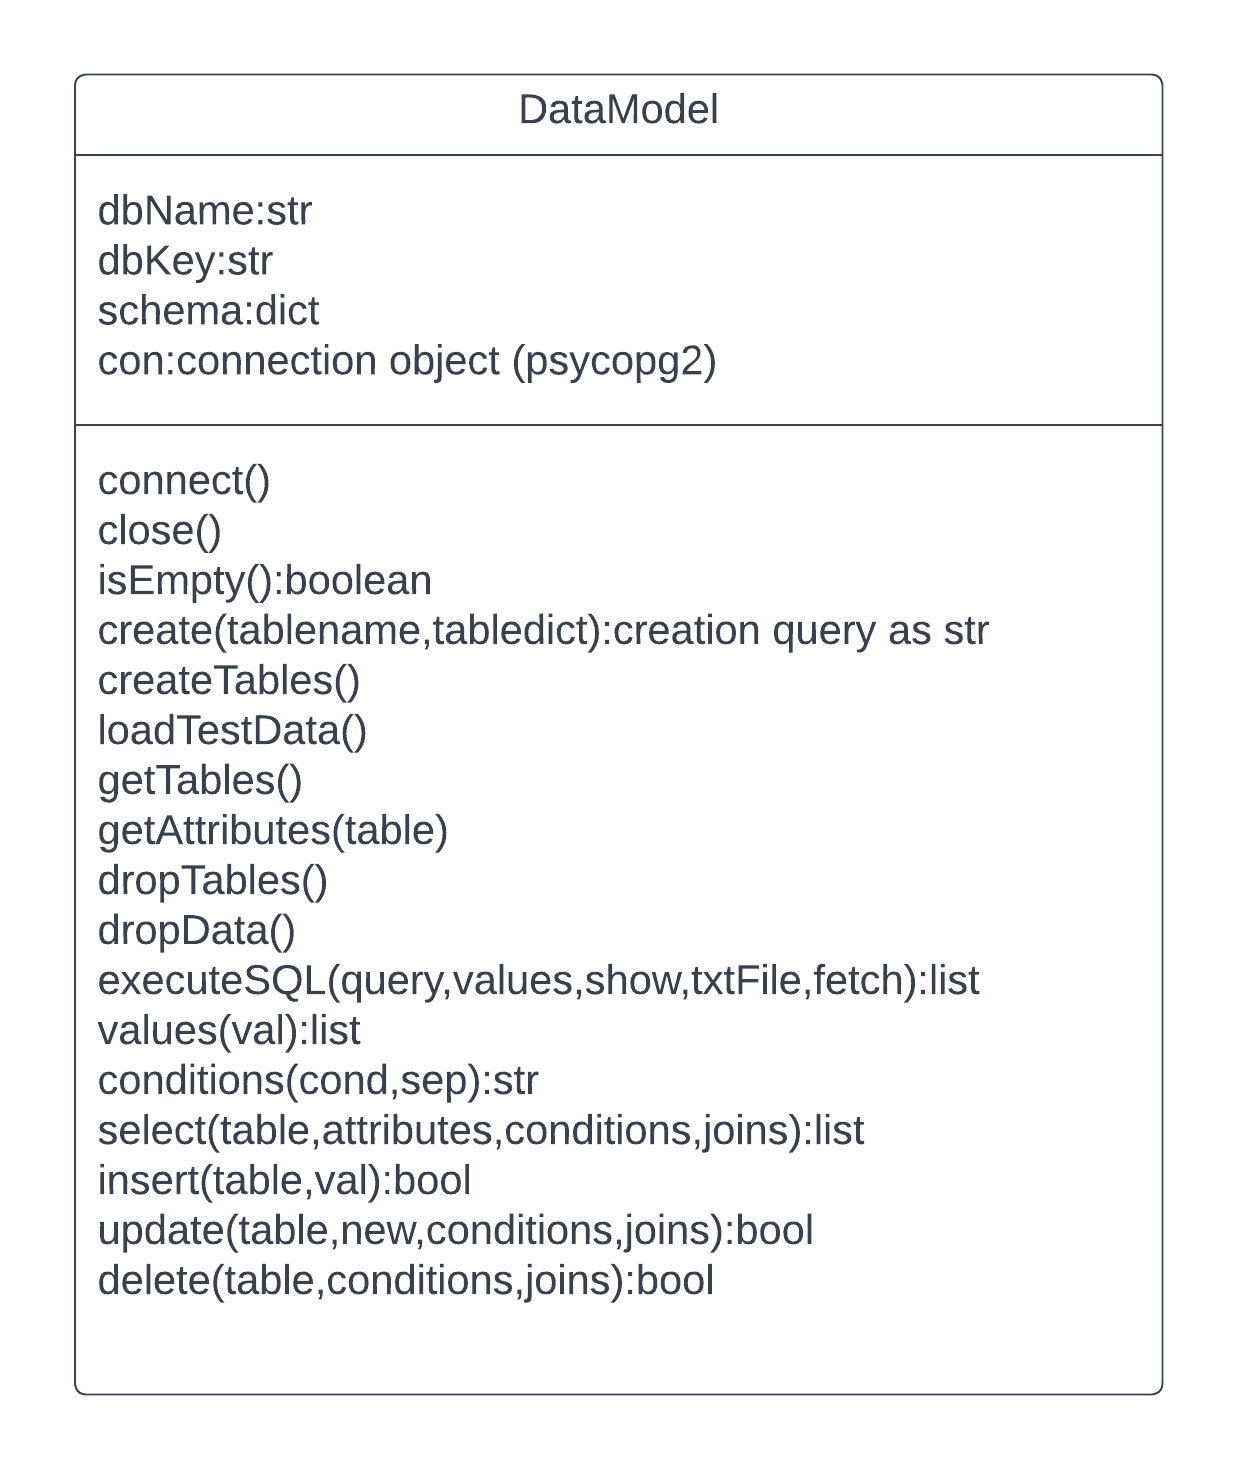 DataModel
dbName:str
dbKey:str
schema:dict
con:connection object (psycopg2)
connect()
close()
isEmpty():boolean
create(tablename,tabledict):creation query as str
createTables()
loadTestData()
getTables()
getAttributes(table)
dropTables()
dropData()
executeSQL(query,values,show,txtFile,fetch):list
values(val):list
conditions(cond,sep):str
select(table,attributes,conditions,joins):list
insert(table,val):bool
update(table,new,conditions,joins):bool
delete(table,conditions,joins):bool